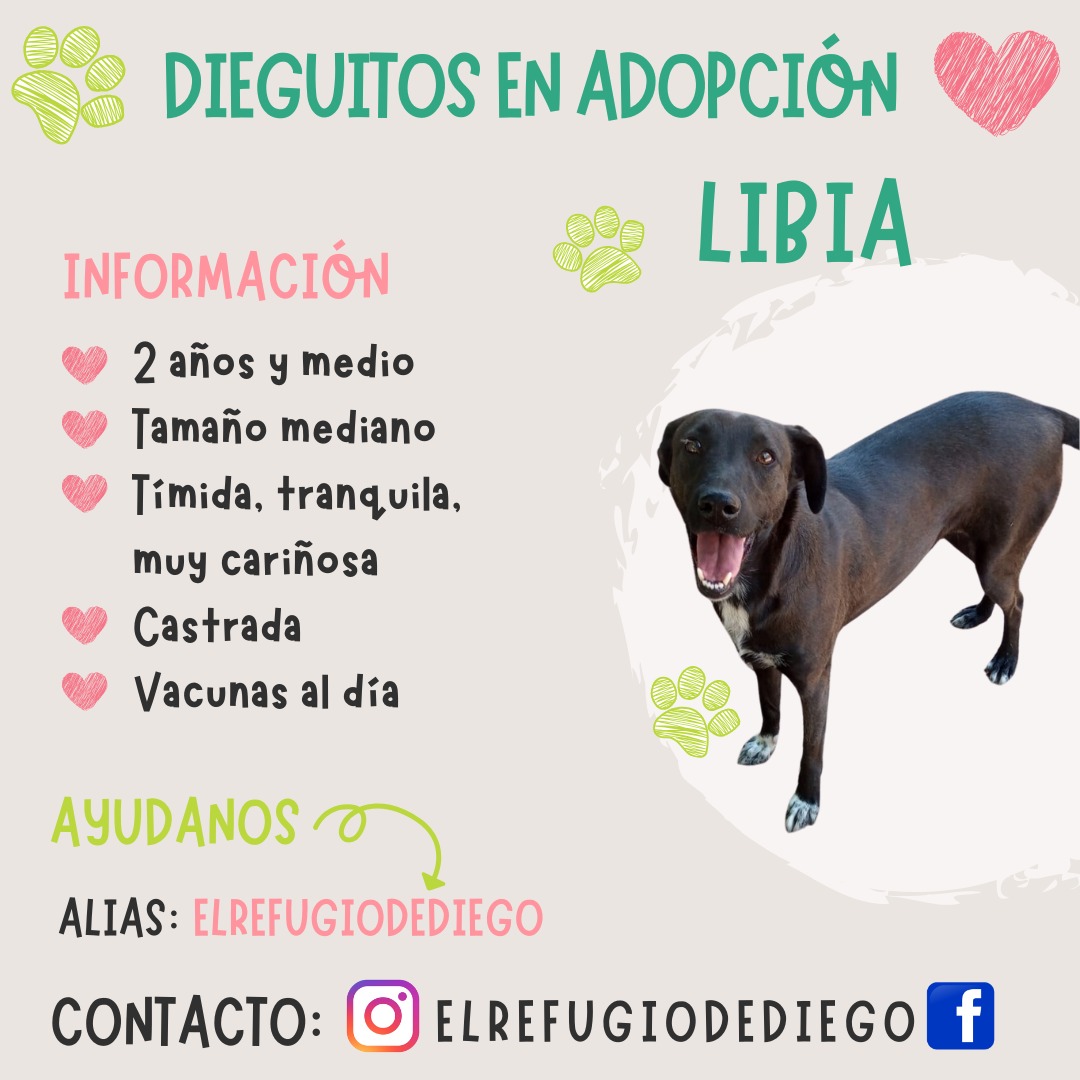 DIEGUITOS EN ADOPCIÓN
LIBIA
INFORMACIÓN
2 años y medio
Tamaño mediano
Tímida, tranquila,
muy cariñosa
Castrada
Vacunas al día
AYUDANOS
ALIAS: ELREFUGIODEDIEGO
CONTACTO: ELREFUGIODEDIEGO f